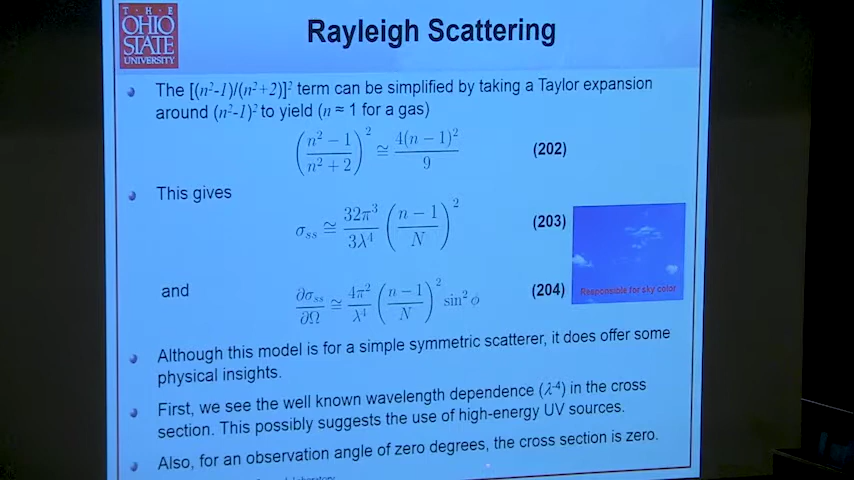 T · H · E
OHIO
STATE
UNIVERSITY
Rayleigh Scattering
The [(n²-1)/(n²+2)]² term can be simplified by taking a Taylor expansion
around (n²-1)² to yield (n ≈ 1 for a gas)
(n² − 1 / n² + 2)² ≅ 4(n − 1)² / 9 (202)
This gives
σss ≅ 32π³ / 3λ⁴ (n − 1 / N)² (203)
and
∂σss / ∂Ω ≅ 4π² / λ⁴ (n − 1 / N)² sin² φ (204)
Responsible for sky color
Although this model is for a simple symmetric scatterer, it does offer some
physical insights.
First, we see the well known wavelength dependence (λ⁻⁴) in the cross
section. This possibly suggests the use of high-energy UV sources.
Also, for an observation angle of zero degrees, the cross section is zero.